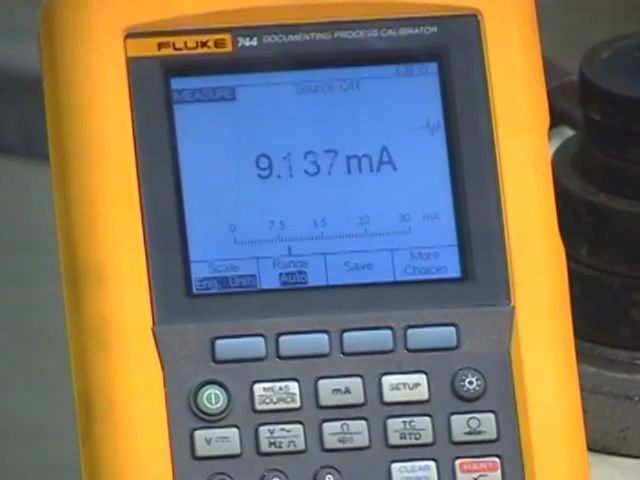 FLUKE 744 DOCUMENTING PROCESS CALIBRATOR
MEASURE Source Off
9.137 mA
0 7.5 15 22 30 mA
Scale Range Save More
Eng. Units Auto Choices
MEAS SOURCE mA SETUP
V V Hz Ω TC RTD
CLEAR